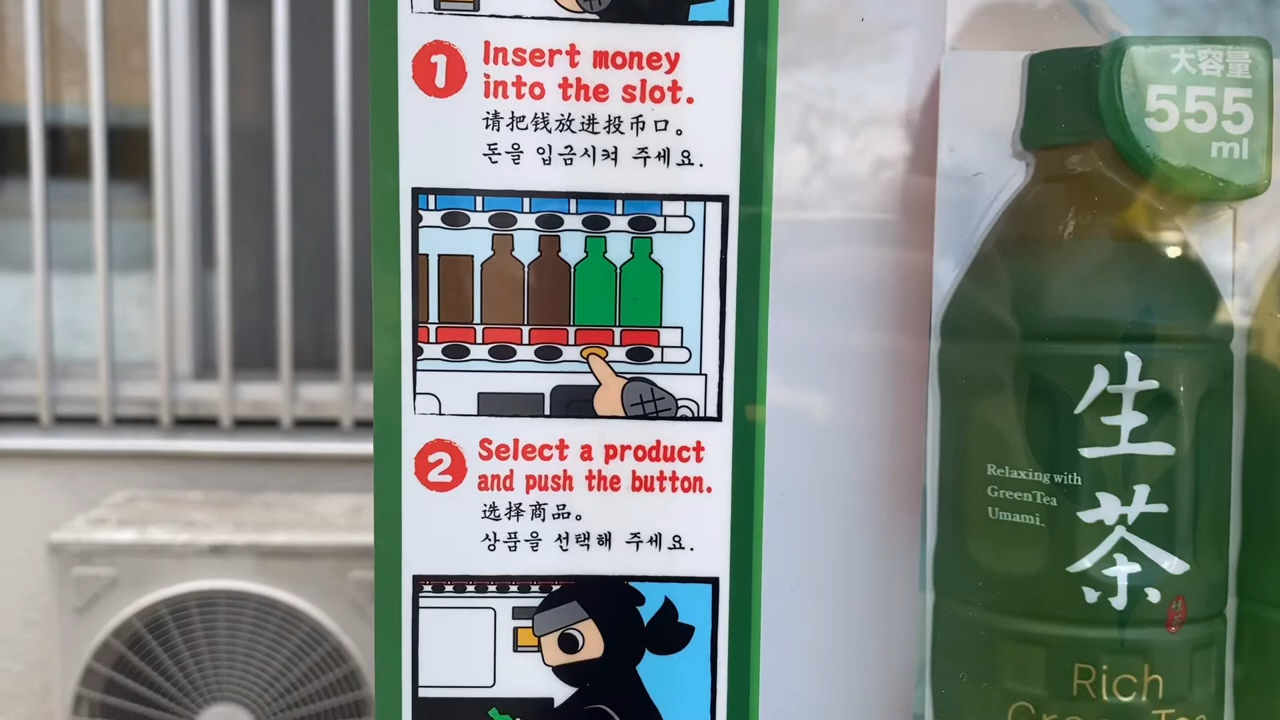 1
Insert money
into the slot.
请把钱放进投币口。
돈을 입금시켜 주세요.
2
Select a product
and push the button.
选择商品。
상품을 선택해 주세요.
大容量
555
ml
生茶
Relaxing with
GreenTea
Umami.
Rich